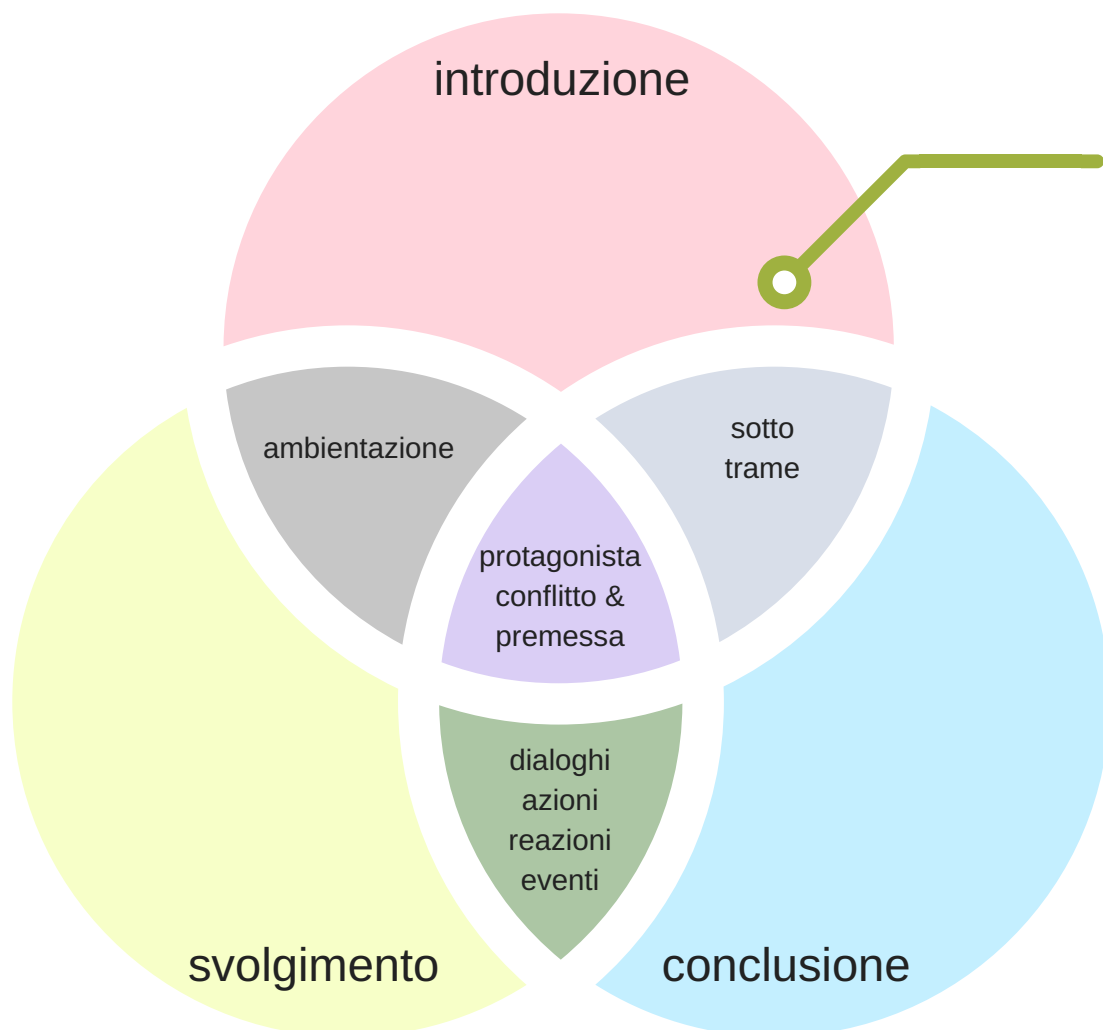 introduzione
ambientazione
sotto
trame
protagonista
conflitto &
premessa
dialoghi
azioni
reazioni
eventi
svolgimento
conclusione